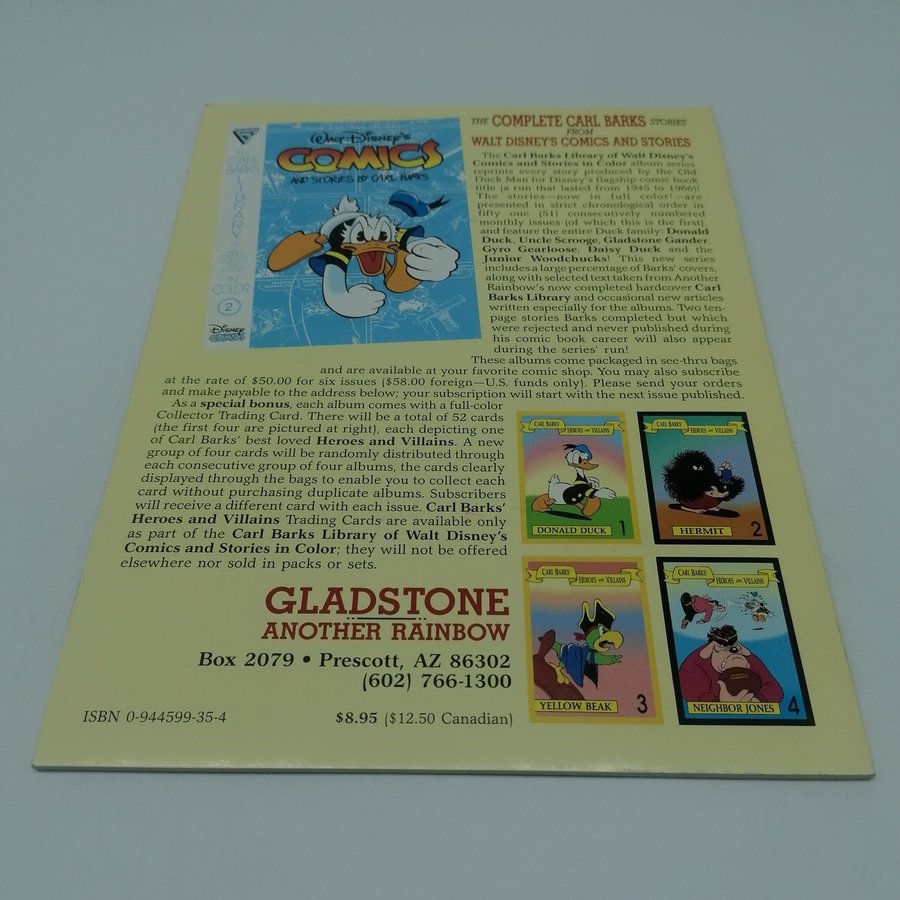 THE COMPLETE CARL BARKS STORIES
FROM
WALT DISNEY'S COMICS AND STORIES
The Carl Barks Library of Walt Disney's
Comics and Stories in Color album series
reprints every story produced by the Old
Duck Man for Disney's flagship comic book
title (a run that lasted from 1943 to 1966)!
The stories—now in full color!—are
presented in strict chronological order in
fifty one (51) consecutively numbered
monthly issues (of which this is the first),
and feature the entire Duck family: Donald
Duck, Uncle Scrooge, Gladstone Gander,
Gyro Gearloose, Daisy Duck and the
Junior Woodchucks! This new series
includes a large percentage of Barks' covers,
along with selected text taken from Another
Rainbow's now completed hardcover Carl
Barks Library and occasional new articles
written especially for the albums. Two ten-
page stories Barks completed but which
were rejected and never published during
his comic book career will also appear
during the series' run!
These albums come packaged in see-thru bags
and are available at your favorite comic shop. You may also subscribe
at the rate of $50.00 for six issues ($58.00 foreign—U.S. funds only). Please send your orders
and make payable to the address below; your subscription will start with the next issue published.
As a special bonus, each album comes with a full-color
Collector Trading Card. There will be a total of 52 cards
(the first four are pictured at right), each depicting one
of Carl Barks' best loved Heroes and Villains. A new
group of four cards will be randomly distributed through
each consecutive group of four albums, the cards clearly
displayed through the bags to enable you to collect each
card without purchasing duplicate albums. Subscribers
will receive a different card with each issue. Carl Barks'
Heroes and Villains Trading Cards are available only
as part of the Carl Barks Library of Walt Disney's
Comics and Stories in Color; they will not be offered
elsewhere nor sold in packs or sets.
GLADSTONE
ANOTHER RAINBOW
Box 2079 • Prescott, AZ 86302
(602) 766-1300
ISBN 0-944599-35-4
$8.95 ($12.50 Canadian)
WALT DISNEY'S
COMICS
AND STORIES BY CARL BARKS
CARL
BARKS
LIBRARY
IN
COLOR
2
DISNEY
COMICS
CARL BARKS' HEROES AND VILLAINS
DONALD DUCK 1
CARL BARKS' HEROES AND VILLAINS
HERMIT 2
CARL BARKS' HEROES AND VILLAINS
YELLOW BEAK 3
CARL BARKS' HEROES AND VILLAINS
NEIGHBOR JONES 4